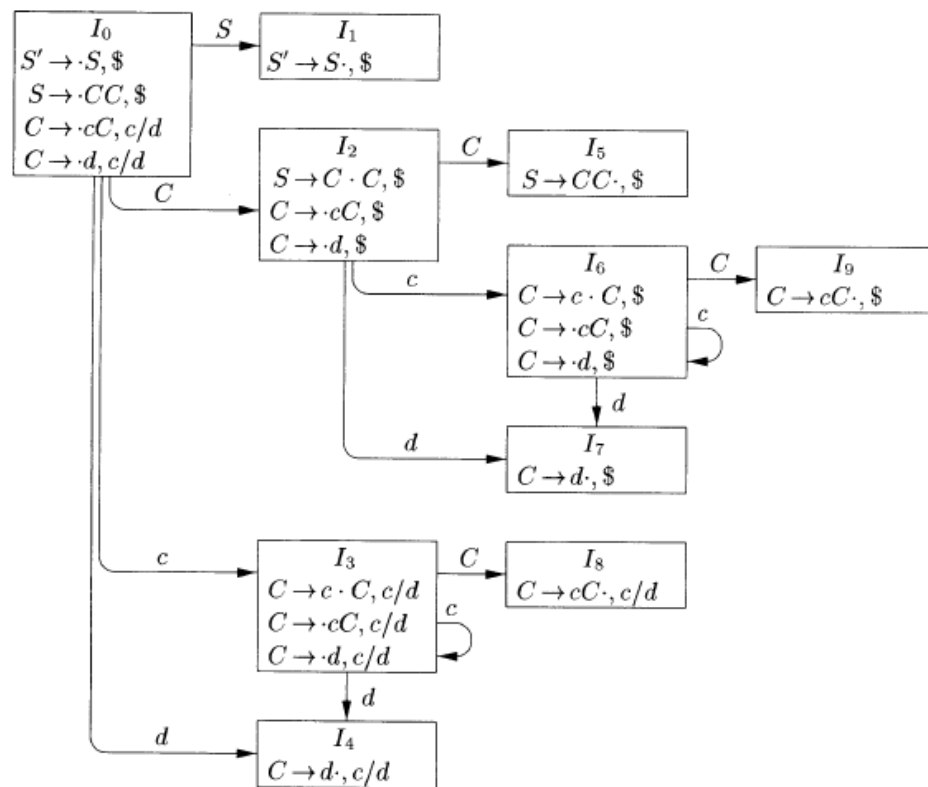 I₀
S' → ·S, $
S → ·CC, $
C → ·cC, c/d
C → ·d, c/d
S
I₁
S' → S·, $
C
I₂
S → C · C, $
C → ·cC, $
C → ·d, $
C
I₅
S → CC·, $
c
I₆
C → c · C, $
C → ·cC, $
C → ·d, $
C
I₉
C → cC·, $
c
d
d
I₇
C → d·, $
c
I₃
C → c · C, c/d
C → ·cC, c/d
C → ·d, c/d
C
I₈
C → cC·, c/d
c
d
d
I₄
C → d·, c/d